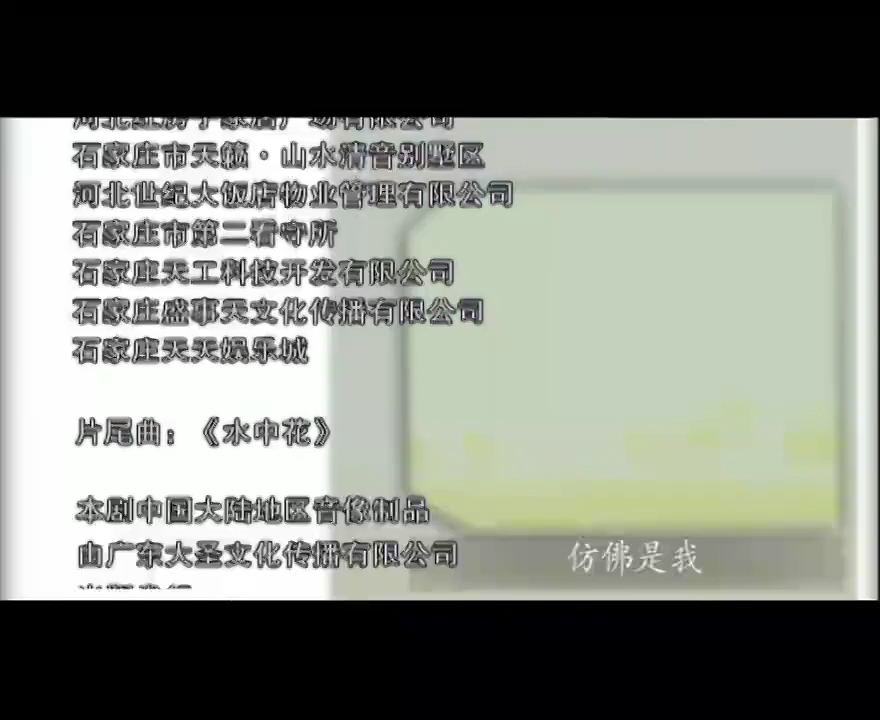 石家庄市天籁·山水清音别墅区
河北世纪大饭店物业管理有限公司
石家庄市第二看守所
石家庄天工科技开发有限公司
石家庄盛事天文化传播有限公司
石家庄天天娱乐城
片尾曲：《水中花》
本剧中国大陆地区音像制品
由广东大圣文化传播有限公司
仿佛是我